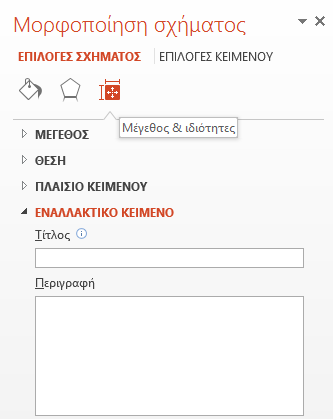 Μορφοποίηση σχήματος
ΕΠΙΛΟΓΕΣ ΣΧΗΜΑΤΟΣ ΕΠΙΛΟΓΕΣ ΚΕΙΜΕΝΟΥ
Μέγεθος & ιδιότητες
ΜΕΓΕΘΟΣ
ΘΕΣΗ
ΠΛΑΙΣΙΟ ΚΕΙΜΕΝΟΥ
ΕΝΑΛΛΑΚΤΙΚΟ ΚΕΙΜΕΝΟ
Τίτλος
Περιγραφή